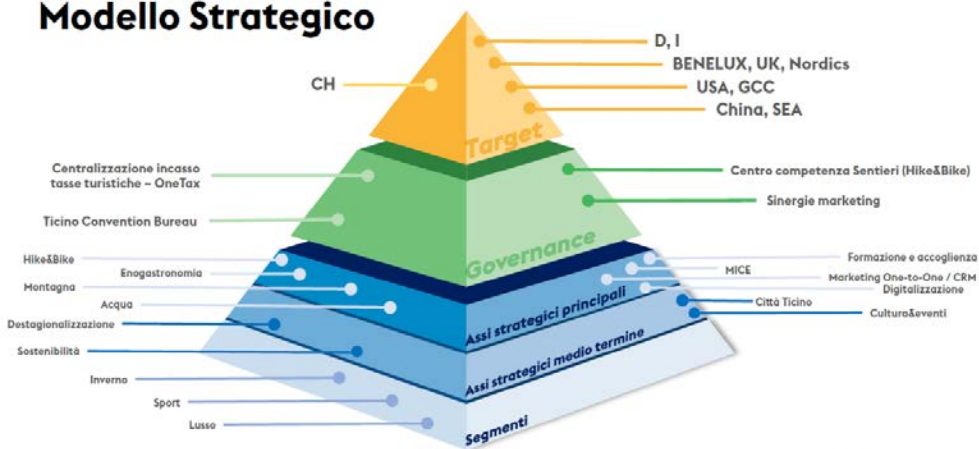 Modello Strategico
D, I
BENELUX, UK, Nordics
CH
USA, GCC
China, SEA
Target
Centralizzazione incasso
tasse turistiche – OneTax
Centro competenza Sentieri (Hike&Bike)
Ticino Convention Bureau
Sinergie marketing
Governance
Hike&Bike
Enogastronomia
Montagna
Acqua
Formazione e accoglienza
MICE
Marketing One-to-One / CRM
Digitalizzazione
Assi strategici principali
Destagionalizzazione
Sostenibilità
Città Ticino
Cultura&eventi
Assi strategici medio termine
Inverno
Sport
Lusso
Segmenti